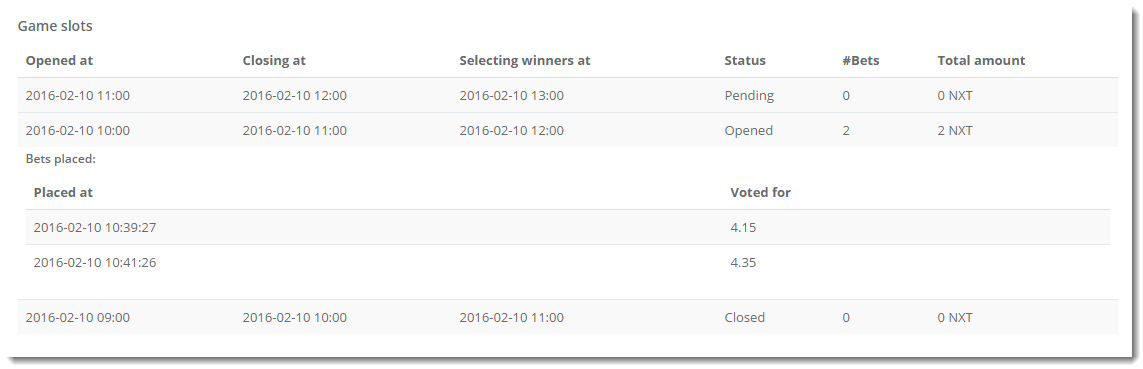 Game slots
Opened at Closing at Selecting winners at Status #Bets Total amount
2016-02-10 11:00 2016-02-10 12:00 2016-02-10 13:00 Pending 0 0 NXT
2016-02-10 10:00 2016-02-10 11:00 2016-02-10 12:00 Opened 2 2 NXT
Bets placed:
Placed at Voted for
2016-02-10 10:39:27 4.15
2016-02-10 10:41:26 4.35
2016-02-10 09:00 2016-02-10 10:00 2016-02-10 11:00 Closed 0 0 NXT